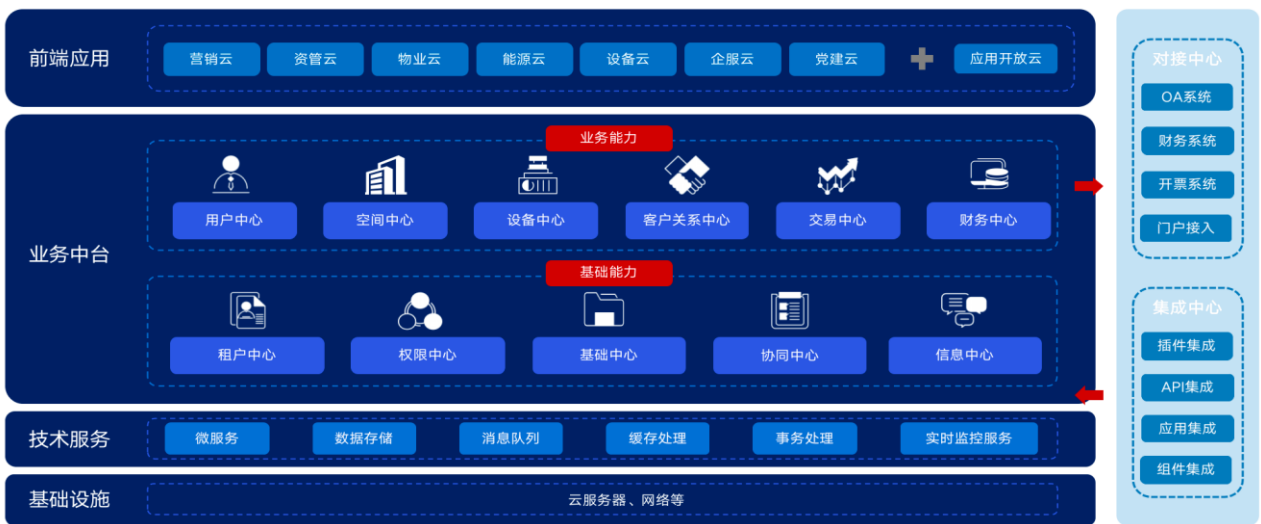 前端应用
营销云 资管云 物业云 能源云 设备云 企服云 党建云 应用开放云
业务中台
业务能力
用户中心 空间中心 设备中心 客户关系中心 交易中心 财务中心
基础能力
租户中心 权限中心 基础中心 协同中心 信息中心
技术服务
微服务 数据存储 消息队列 缓存处理 事务处理 实时监控服务
基础设施
云服务器、网络等
对接中心
OA系统
财务系统
开票系统
门户接入
集成中心
插件集成
API集成
应用集成
组件集成